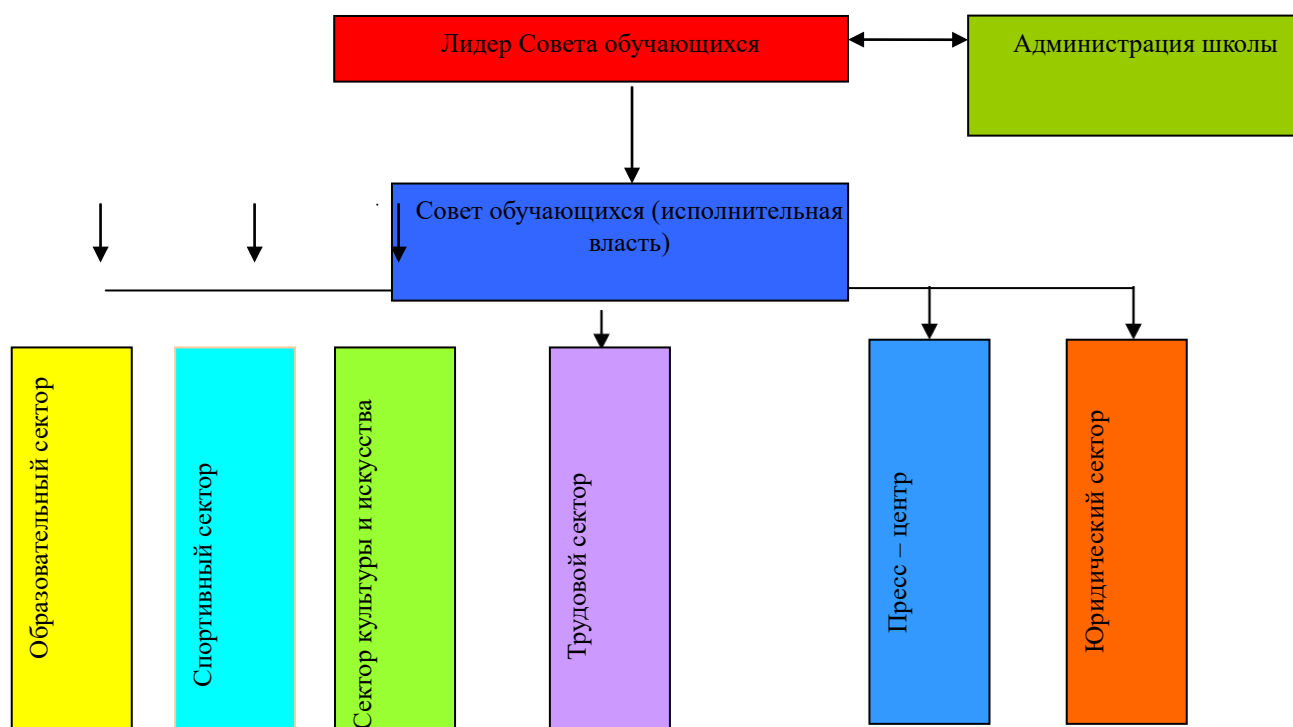 Лидер Совета обучающихся
Администрация школы
Совет обучающихся (исполнительная
власть)
Образовательный сектор
Спортивный сектор
Сектор культуры и искусства
Трудовой сектор
Пресс – центр
Юридический сектор